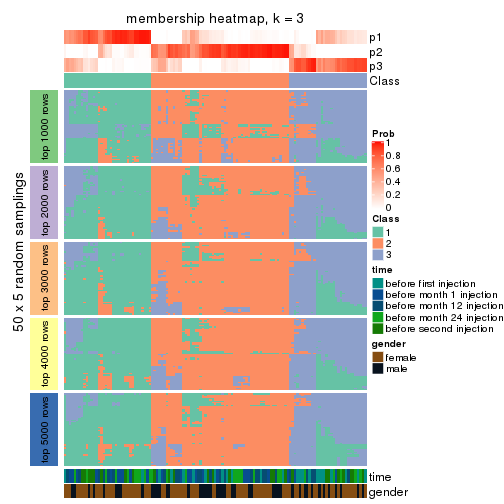 membership heatmap, k = 3
p1
p2
p3
Class
50 x 5 random samplings
top 1000 rows
top 2000 rows
top 3000 rows
top 4000 rows
top 5000 rows
time
gender
Prob
1
0.8
0.6
0.4
0.2
0
Class
1
2
3
time
before first injection
before month 1 injection
before month 12 injection
before month 24 injection
before second injection
gender
female
male